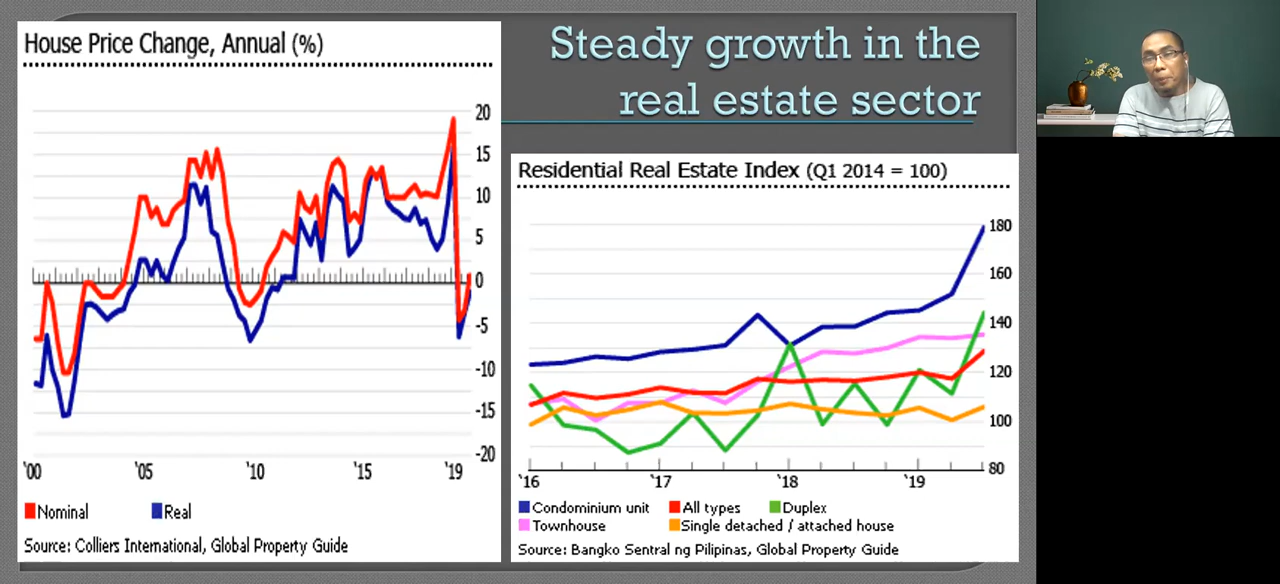 Steady growth in the
real estate sector
House Price Change, Annual (%)
20
15
10
5
0
-5
-10
-15
-20
'00 '05 '10 '15 '19
Nominal Real
Source: Colliers International, Global Property Guide
Residential Real Estate Index (Q1 2014 = 100)
180
160
140
120
100
80
'16 '17 '18 '19
Condominium unit All types Duplex
Townhouse Single detached / attached house
Source: Bangko Sentral ng Pilipinas, Global Property Guide